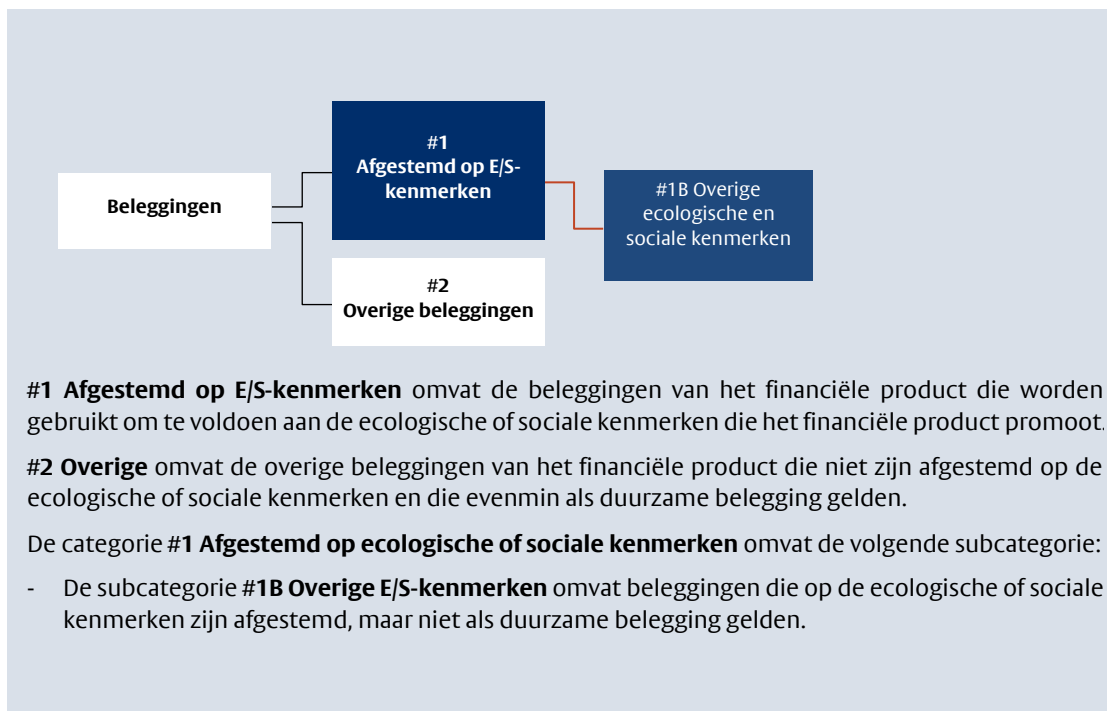 #1
Afgestemd op E/S-
kenmerken
Beleggingen
#1B Overige
ecologische en
sociale kenmerken
#2
Overige beleggingen
#1 Afgestemd op E/S-kenmerken omvat de beleggingen van het financiële product die worden
gebruikt om te voldoen aan de ecologische of sociale kenmerken die het financiële product promoot.
#2 Overige omvat de overige beleggingen van het financiële product die niet zijn afgestemd op de
ecologische of sociale kenmerken en die evenmin als duurzame belegging gelden.
De categorie #1 Afgestemd op ecologische of sociale kenmerken omvat de volgende subcategorie:
- De subcategorie #1B Overige E/S-kenmerken omvat beleggingen die op de ecologische of sociale
kenmerken zijn afgestemd, maar niet als duurzame belegging gelden.